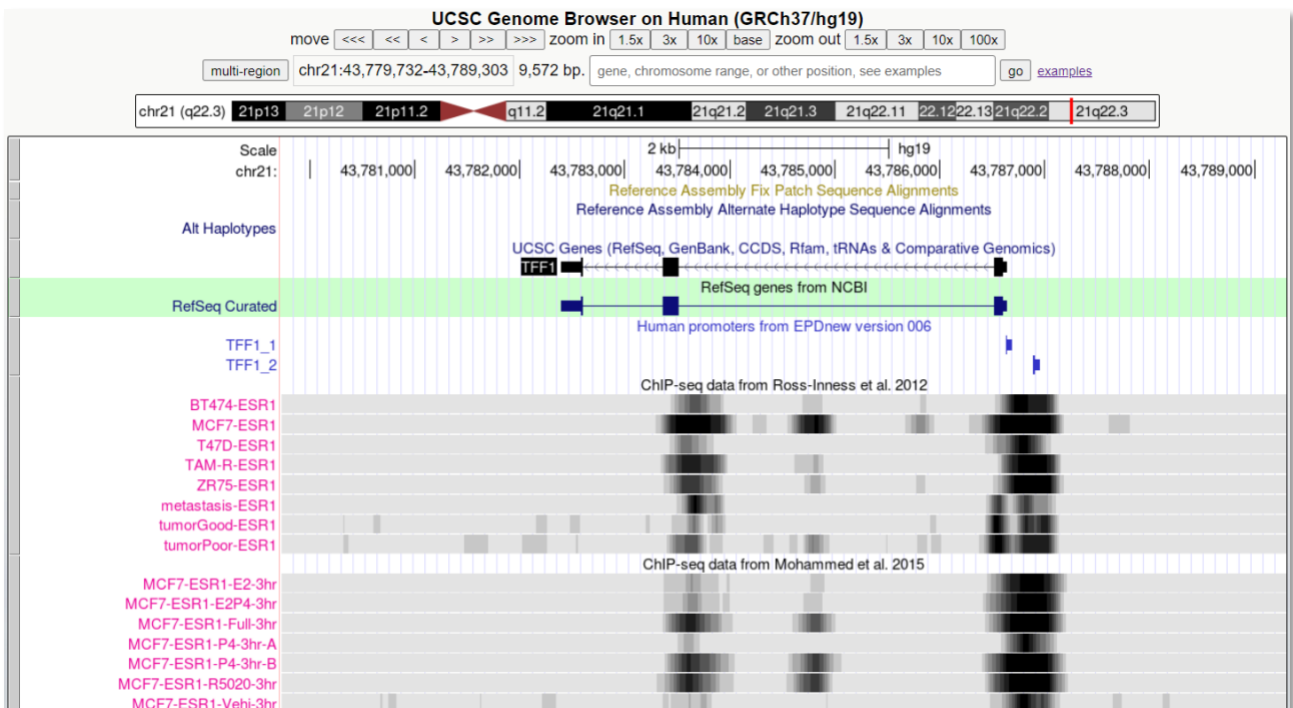 UCSC Genome Browser on Human (GRCh37/hg19)
move <<< << < > >> >>> zoom in 1.5x 3x 10x base zoom out 1.5x 3x 10x 100x
multi-region chr21:43,779,732-43,789,303 9,572 bp. gene, chromosome range, or other position, see examples go examples
chr21 (q22.3) 21p13 21p12 21p11.2 q11.2 21q21.1 21q21.2 21q21.3 21q22.11 22.12 22.13 21q22.2 21q22.3
Scale 2 kb hg19
chr21: 43,781,000 43,782,000 43,783,000 43,784,000 43,785,000 43,786,000 43,787,000 43,788,000 43,789,000
Reference Assembly Fix Patch Sequence Alignments
Reference Assembly Alternate Haplotype Sequence Alignments
Alt Haplotypes
UCSC Genes (RefSeq, GenBank, CCDS, Rfam, tRNAs & Comparative Genomics)
TFF1
RefSeq genes from NCBI
RefSeq Curated
Human promoters from EPDnew version 006
TFF1_1
TFF1_2
ChIP-seq data from Ross-Inness et al. 2012
BT474-ESR1
MCF7-ESR1
T47D-ESR1
TAM-R-ESR1
ZR75-ESR1
metastasis-ESR1
tumorGood-ESR1
tumorPoor-ESR1
ChIP-seq data from Mohammed et al. 2015
MCF7-ESR1-E2-3hr
MCF7-ESR1-E2P4-3hr
MCF7-ESR1-Full-3hr
MCF7-ESR1-P4-3hr-A
MCF7-ESR1-P4-3hr-B
MCF7-ESR1-R5020-3hr
MCF7-ESR1-Vehi-3hr